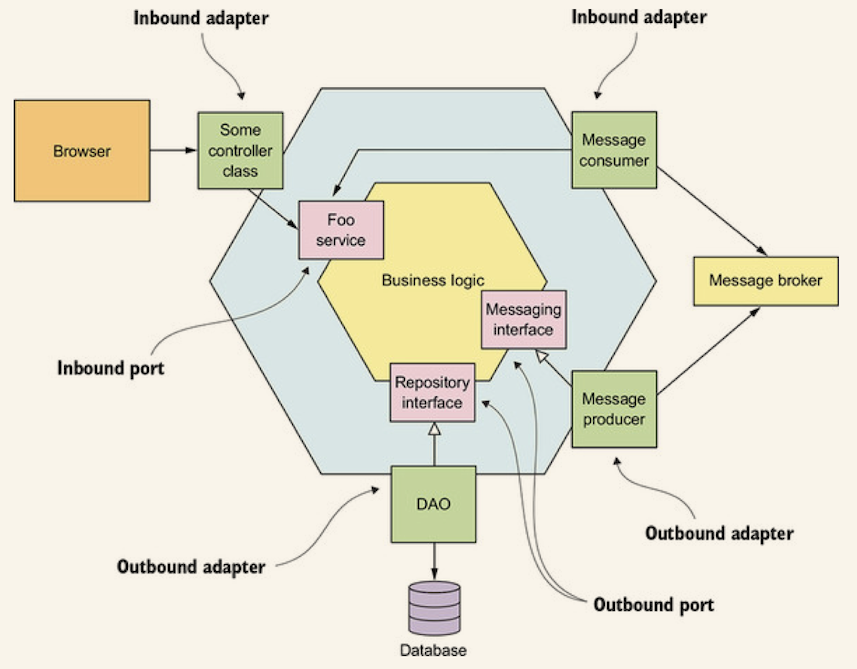 Inbound adapter
Inbound adapter
Browser
Some
controller
class
Message
consumer
Foo
service
Business logic
Message broker
Messaging
interface
Inbound port
Repository
interface
Message
producer
DAO
Outbound adapter
Outbound adapter
Outbound port
Database